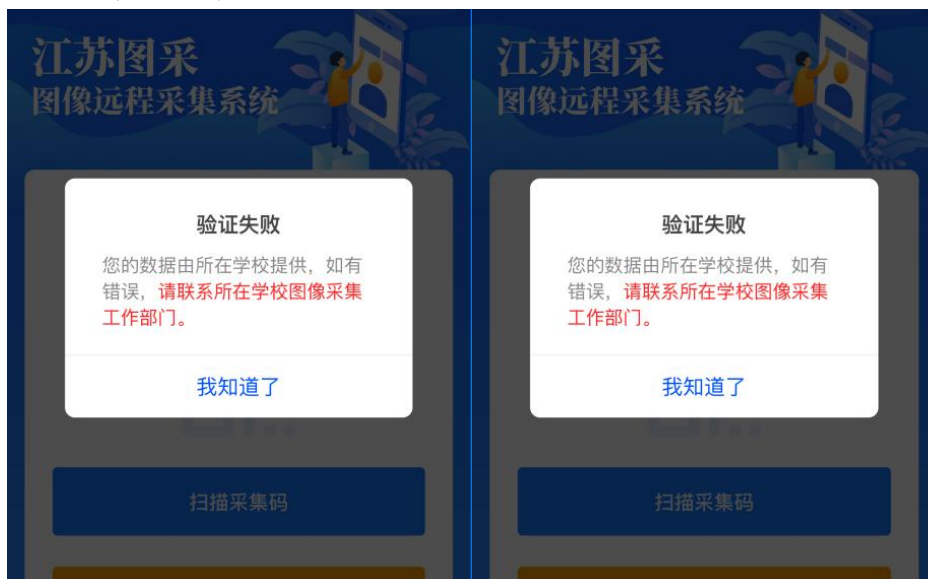 江苏图采
图像远程采集系统
验证失败
您的数据由所在学校提供，如有
错误，请联系所在学校图像采集
工作部门。
我知道了
扫描采集码
江苏图采
图像远程采集系统
验证失败
您的数据由所在学校提供，如有
错误，请联系所在学校图像采集
工作部门。
我知道了
扫描采集码